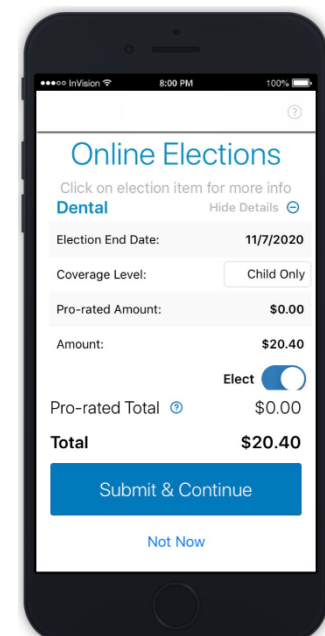 InVision 8:00 PM 100%
?
Online Elections
Click on election item for more info
Dental Hide Details
Election End Date: 11/7/2020
Coverage Level: Child Only
Pro-rated Amount: $0.00
Amount: $20.40
Elect
Pro-rated Total ? $0.00
Total $20.40
Submit & Continue
Not Now